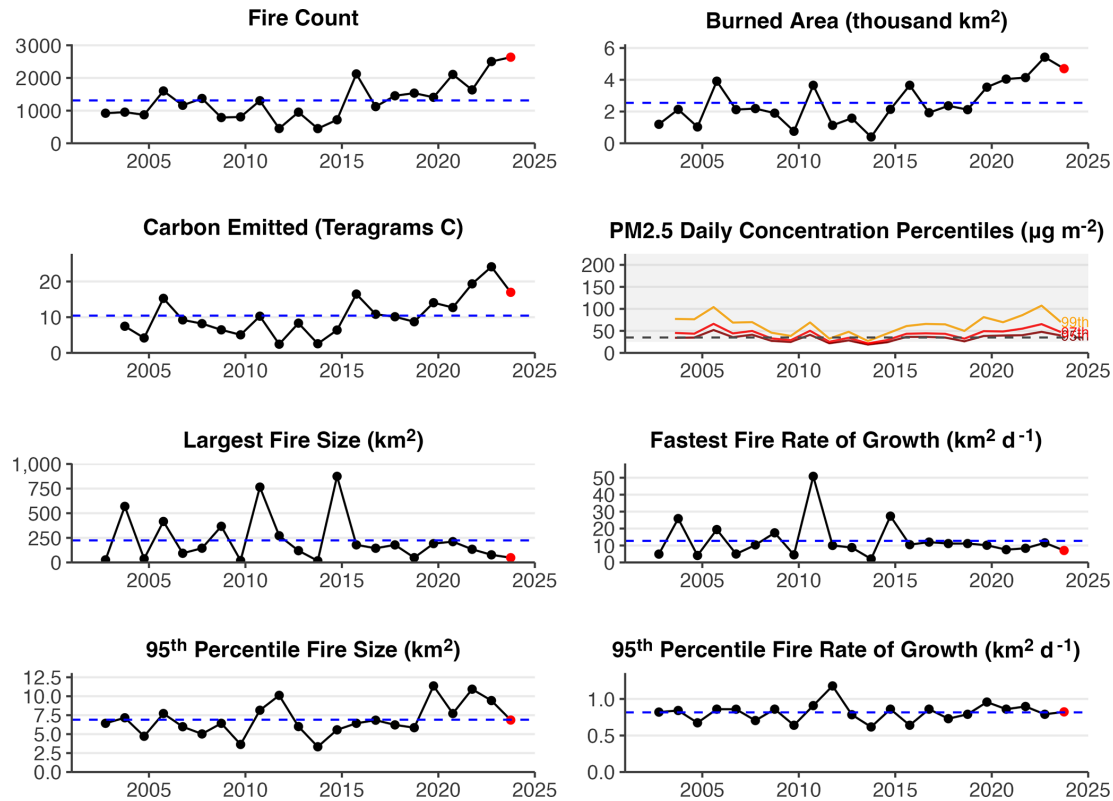 Fire Count
3000
2000
1000
0
2005 2010 2015 2020 2025
Burned Area (thousand km²)
6
4
2
0
2005 2010 2015 2020 2025
Carbon Emitted (Teragrams C)
20
10
0
2005 2010 2015 2020 2025
PM2.5 Daily Concentration Percentiles (µg m⁻²)
200
150
100
50
0
99th
97th
95th
2005 2010 2015 2020 2025
Largest Fire Size (km²)
1,000
750
500
250
0
2005 2010 2015 2020 2025
Fastest Fire Rate of Growth (km² d⁻¹)
50
40
30
20
10
0
2005 2010 2015 2020 2025
95ᵗʰ Percentile Fire Size (km²)
12.5
10.0
7.5
5.0
2.5
0.0
2005 2010 2015 2020 2025
95ᵗʰ Percentile Fire Rate of Growth (km² d⁻¹)
1.0
0.5
0.0
2005 2010 2015 2020 2025